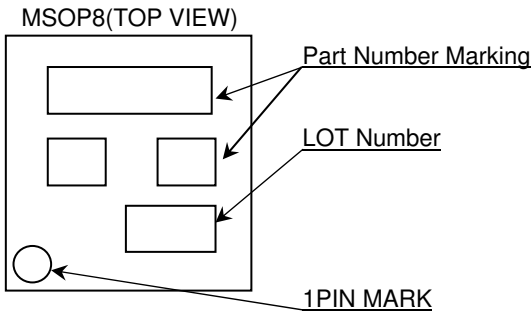 MSOP8(TOP VIEW)
Part Number Marking
LOT Number
1PIN MARK